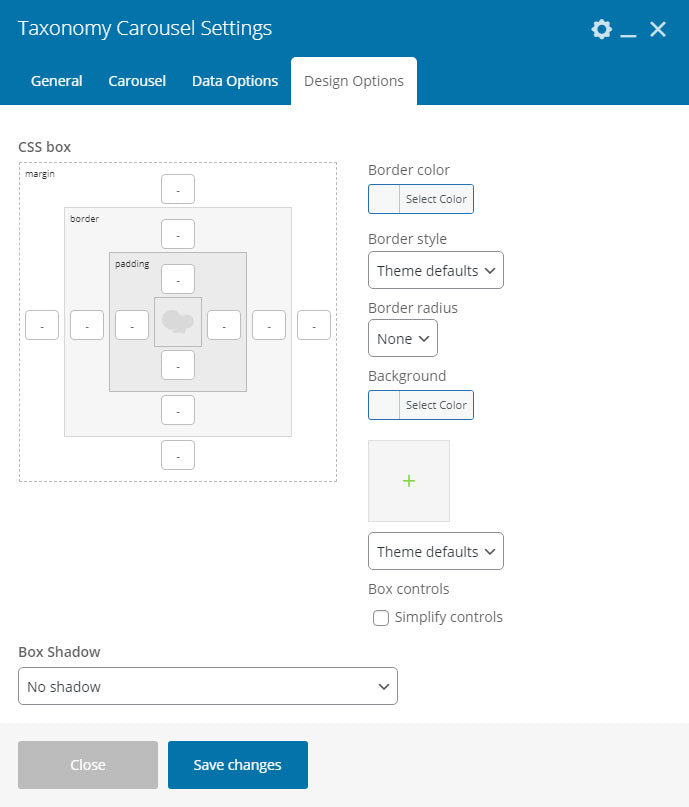 Taxonomy Carousel Settings
General Carousel Data Options Design Options
CSS box
margin
-
border
-
padding
-
- - - - - -
-
-
-
Border color
Select Color
Border style
Theme defaults
Border radius
None
Background
Select Color
+
Theme defaults
Box controls
Simplify controls
Box Shadow
No shadow
Close Save changes